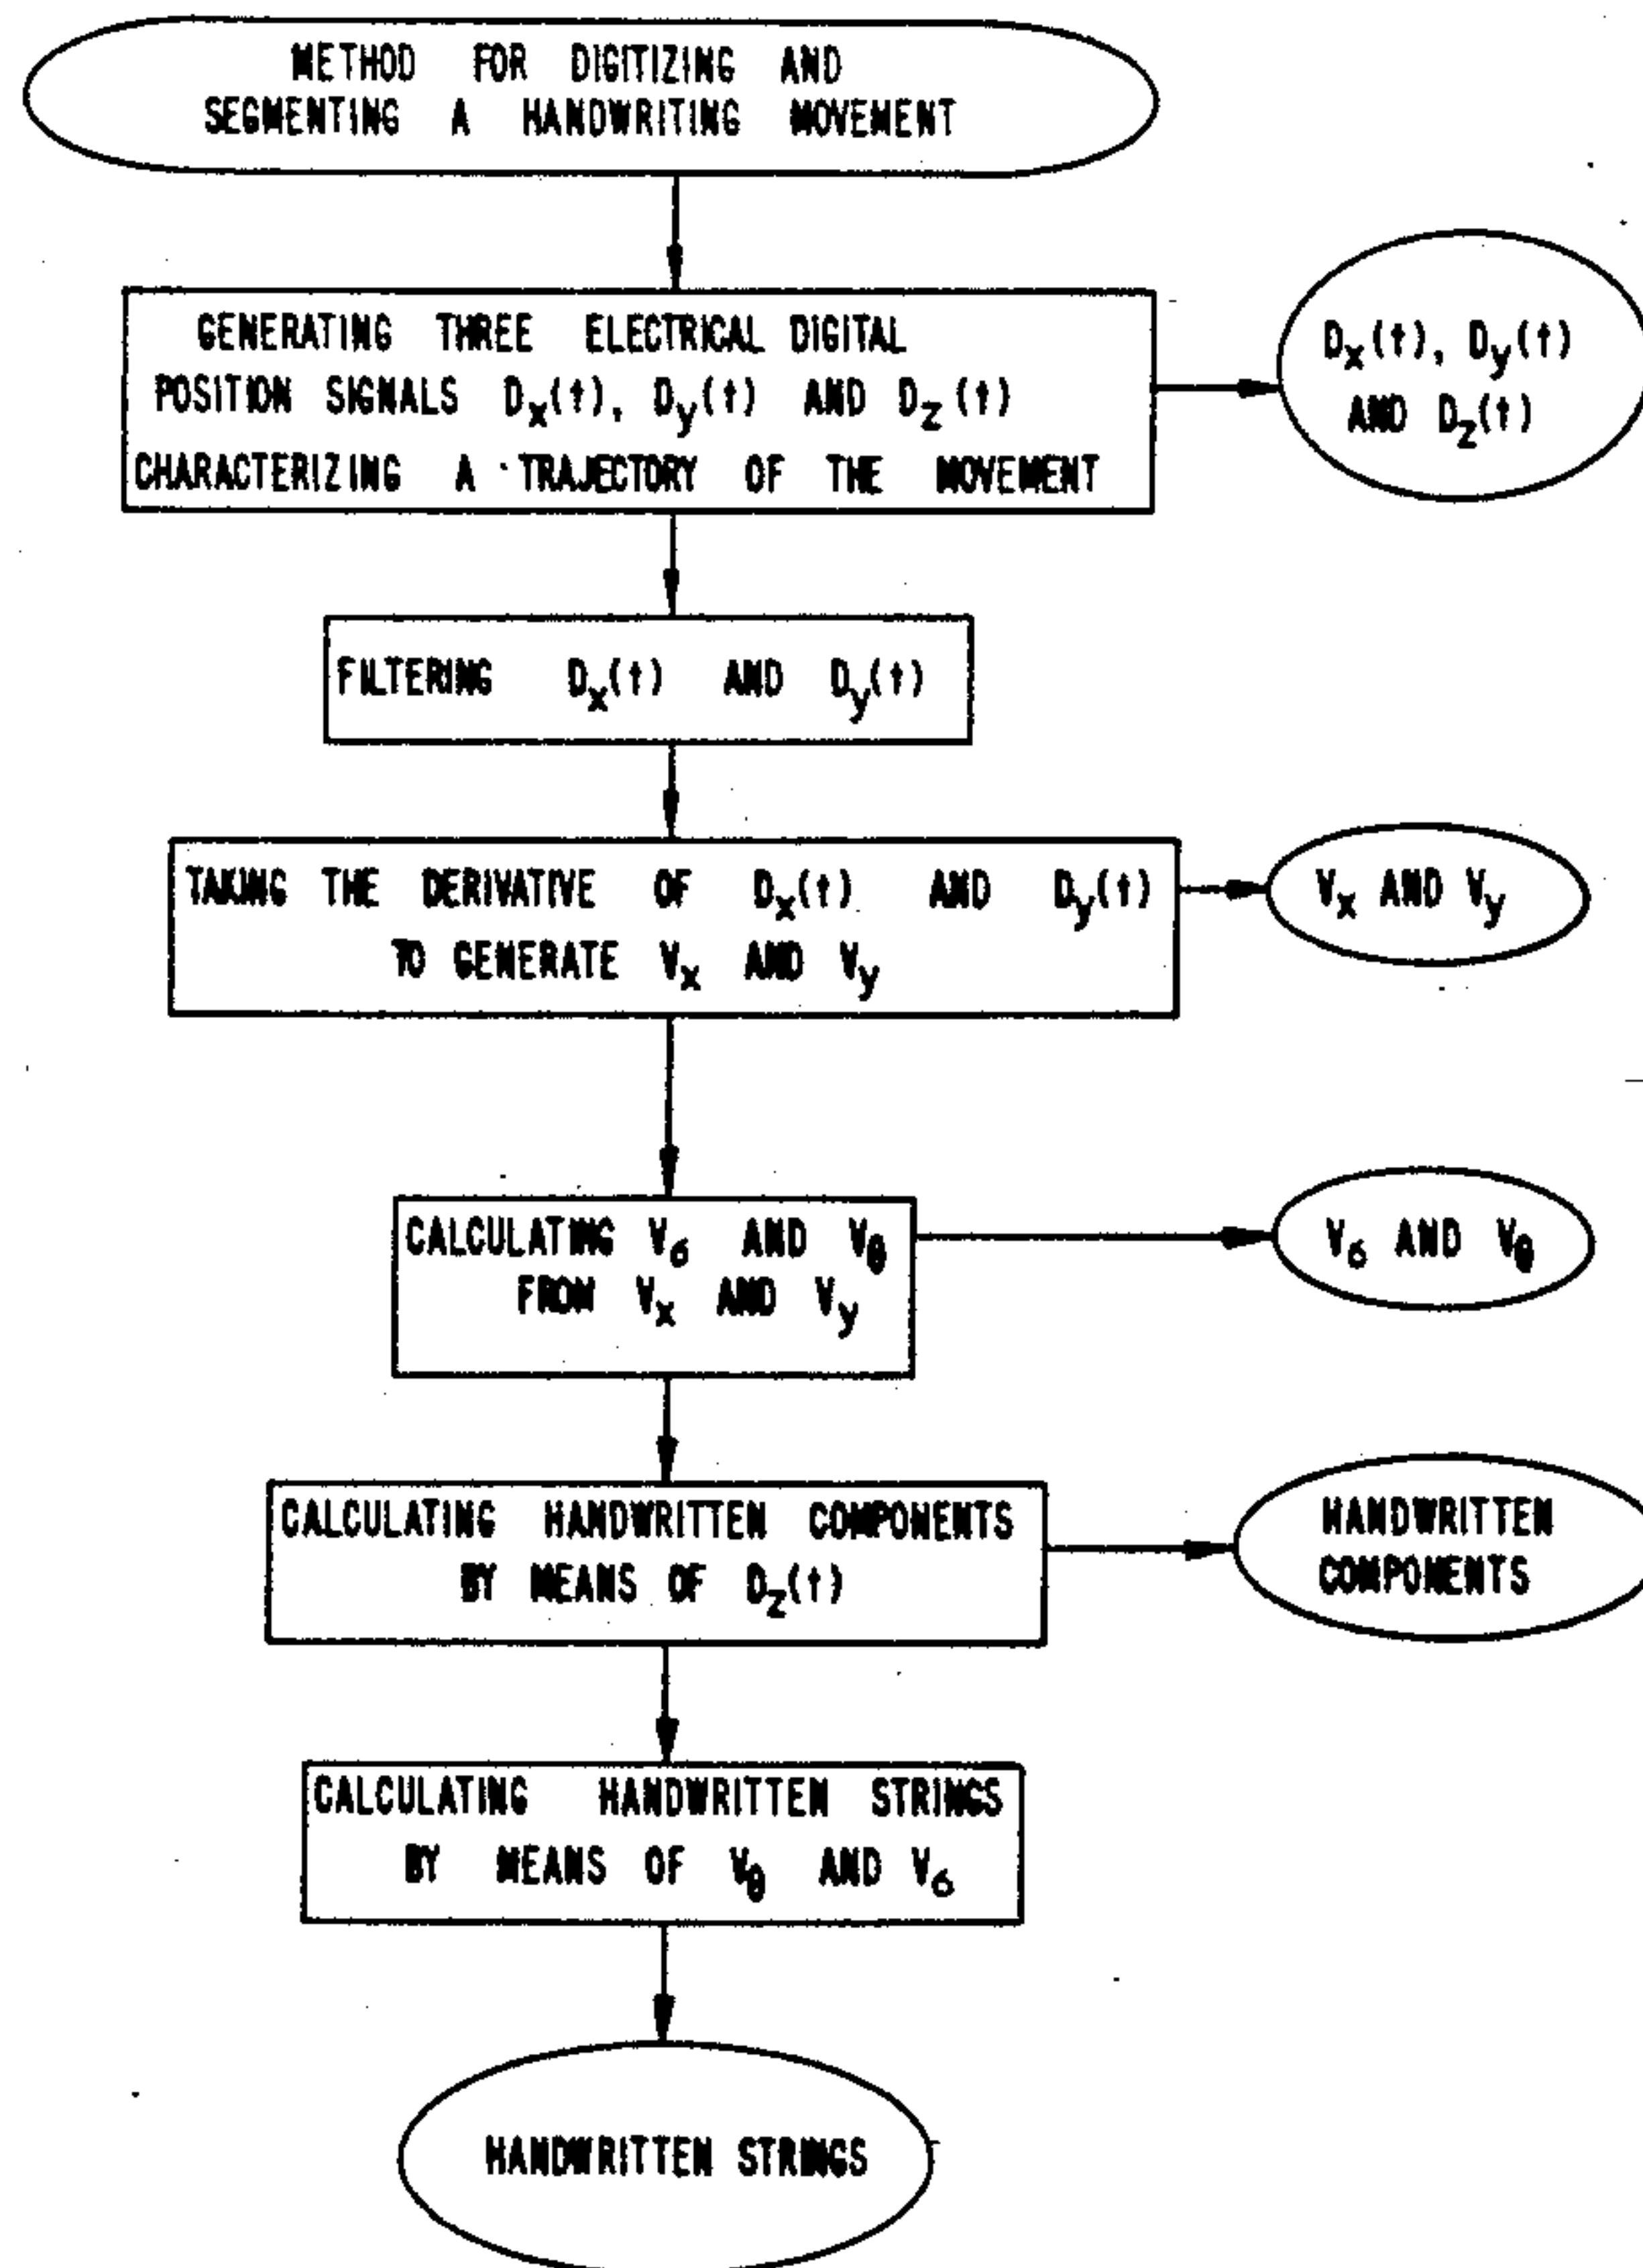 METHOD FOR DIGITIZING AND
SEGMENTING A HANDWRITING MOVEMENT
GENERATING THREE ELECTRICAL DIGITAL
POSITION SIGNALS Dx(t), Dy(t) AND Dz(t)
CHARACTERIZING A TRAJECTORY OF THE MOVEMENT
Dx(t), Dy(t)
AND Dz(t)
FILTERING Dx(t) AND Dy(t)
TAKING THE DERIVATIVE OF Dx(t) AND Dy(t)
TO GENERATE Vx AND Vy
Vx AND Vy
CALCULATING Vσ AND Vθ
FROM Vx AND Vy
Vσ AND Vθ
CALCULATING HANDWRITTEN COMPONENTS
BY MEANS OF Dz(t)
HANDWRITTEN
COMPONENTS
CALCULATING HANDWRITTEN STRINGS
BY MEANS OF Vθ AND Vσ
HANDWRITTEN STRINGS